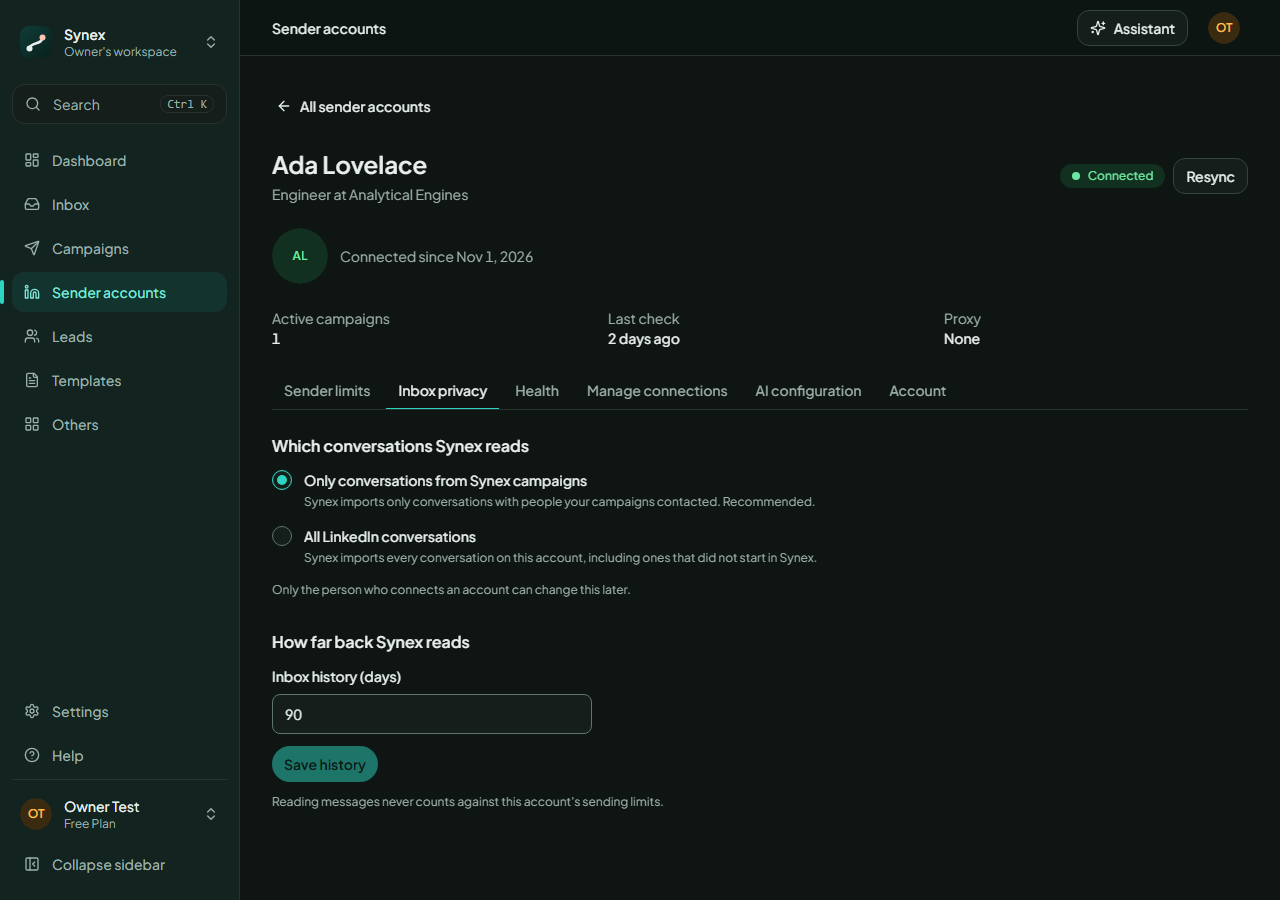 Synex
Owner's workspace
Search
Ctrl K
Dashboard
Inbox
Campaigns
Sender accounts
Leads
Templates
Others
Settings
Help
OT
Owner Test
Free Plan
Collapse sidebar
Sender accounts
Assistant
OT
All sender accounts
Ada Lovelace
Engineer at Analytical Engines
Connected
Resync
AL
Connected since Nov 1, 2026
Active campaigns
1
Last check
2 days ago
Proxy
None
Sender limits
Inbox privacy
Health
Manage connections
AI configuration
Account
Which conversations Synex reads
Only conversations from Synex campaigns
Synex imports only conversations with people your campaigns contacted. Recommended.
All LinkedIn conversations
Synex imports every conversation on this account, including ones that did not start in Synex.
Only the person who connects an account can change this later.
How far back Synex reads
Inbox history (days)
90
Save history
Reading messages never counts against this account's sending limits.